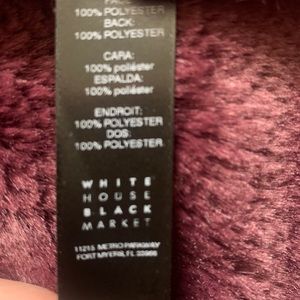 100% POLYESTER
BACK:
100% POLYESTER
CARA:
100% poliéster
ESPALDA:
100% poliéster
ENDROIT:
100% POLYESTER
DOS:
100% POLYESTER
WHITE
HOUSE
BLACK
MARKET
11215 METRO PARKWAY
FORT MYERS, FL 33966